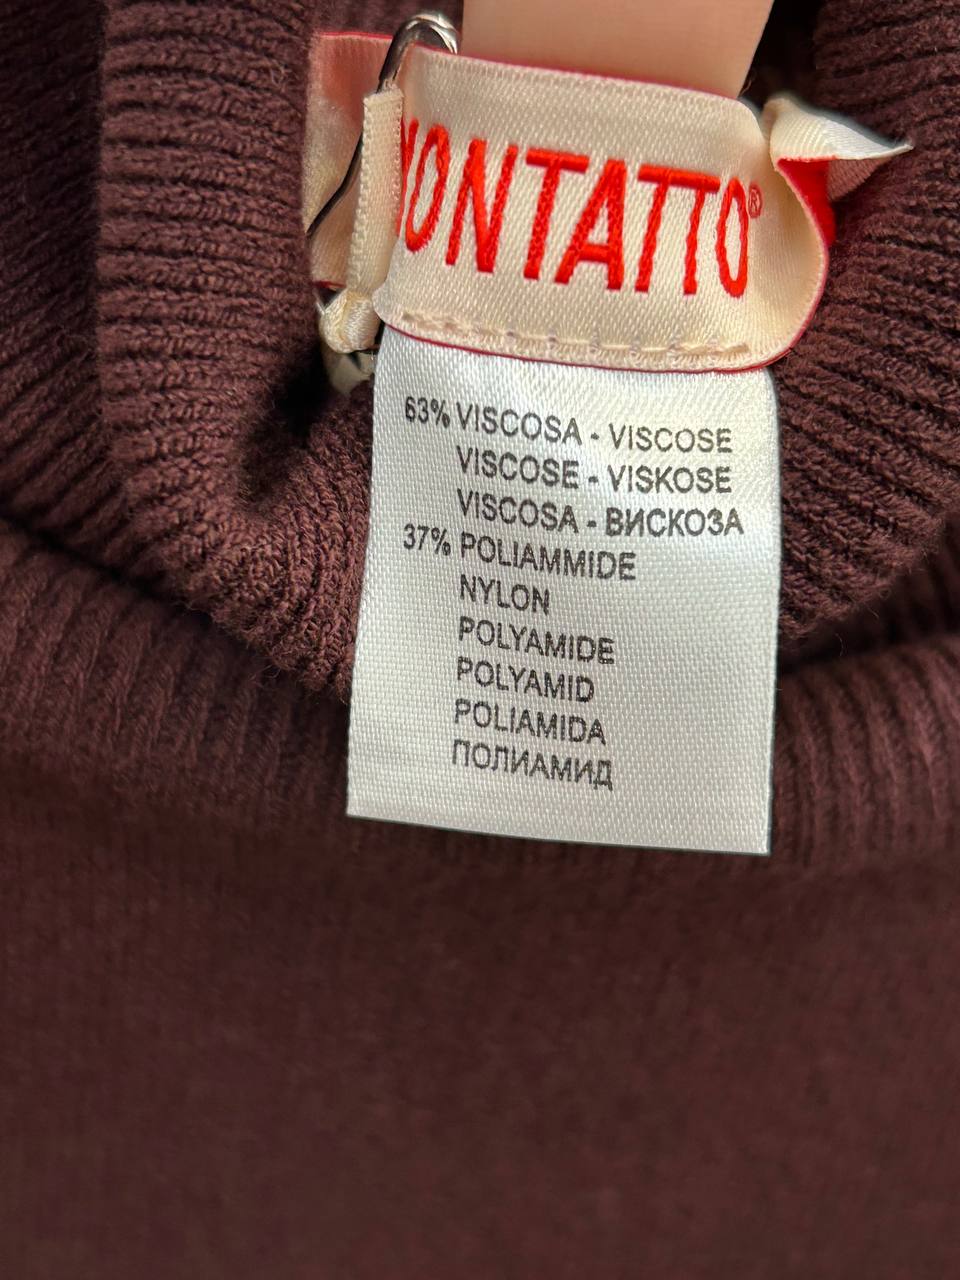 ONTATTO®
63% VISCOSA - VISCOSE
VISCOSE - VISKOSE
VISCOSA - ВИСКОЗА
37% POLIAMMIDE
NYLON
POLYAMIDE
POLYAMID
POLIAMIDA
ПОЛИАМИД